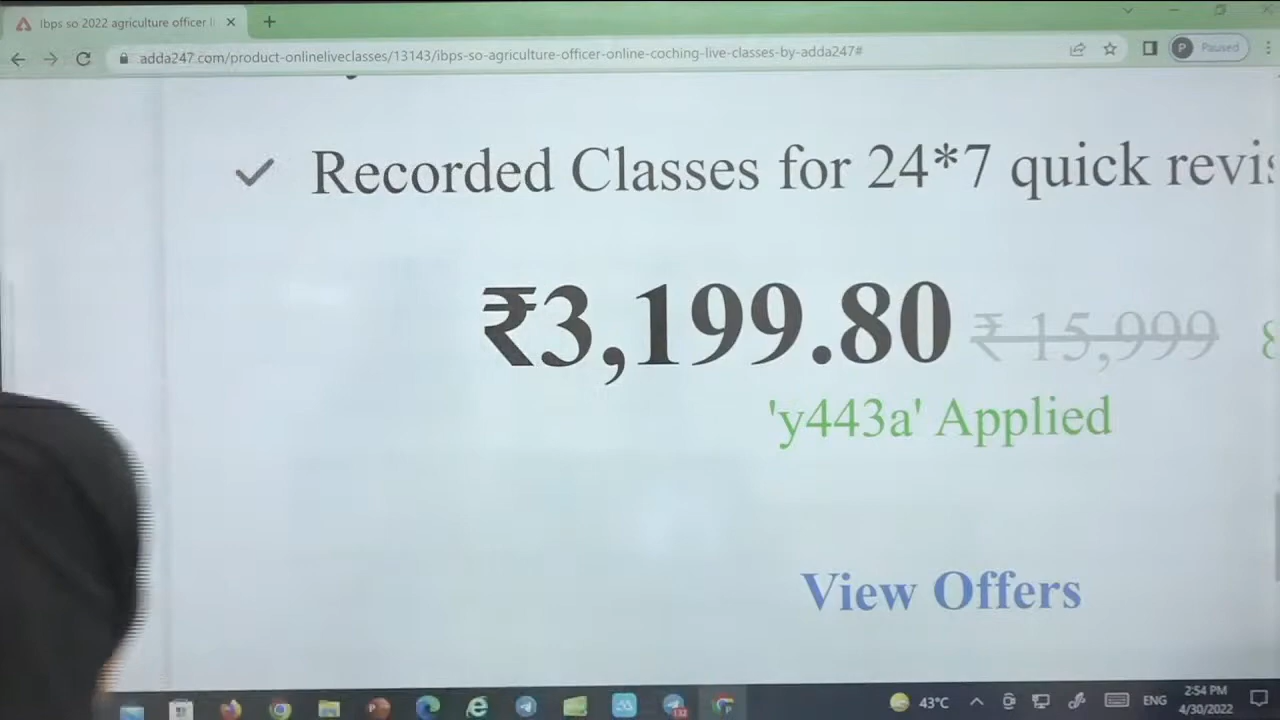 Ibps so 2022 agriculture officer l
adda247.com/product-onlineliveclasses/13143/ibps-so-agriculture-officer-online-coching-live-classes-by-adda247#
P Paused
✓ Recorded Classes for 24*7 quick revis
₹3,199.80 ₹ 15,999 8
'y443a' Applied
View Offers
43°C ENG 2:54 PM
4/30/2022